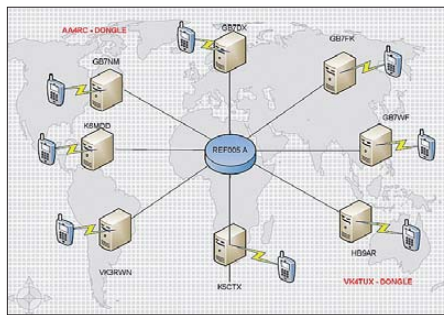 AA4RC - DONGLE
GB7DX
GB7NM
GB7FK
K6MDD
REF005 A
GB7WF
VK3RWN
K5CTX
HB9AR
VK4TUX - DONGLE